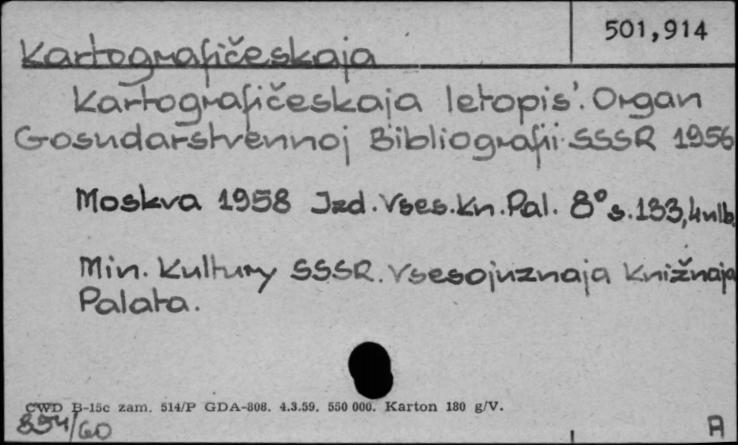 501,914
Kartografičeskaja
Kartografičeskaja letopis'. Organ
Gosudarstvennoj Bibliografii SSSR 1956
Moskva 1958 Izd. Vses. Kn. Pal. 8° s. 133, 4 nlb.
Min. Kultury SSSR. Vsesojuznaja Knižnaja
Palata.
CWD B-15c zam. 514/P GDA-808. 4.3.59. 550 000. Karton 180 g/V.
854/60
A